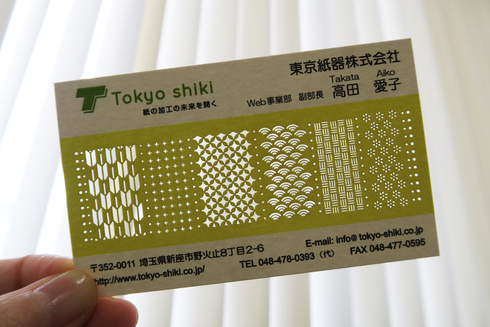 Tokyo shiki
紙の加工の未来を開く
東京紙器株式会社
Takata Aiko
Web事業部 副部長 高田 愛子
〒352-0011 埼玉県新座市野火止8丁目2-6
http://www.tokyo-shiki.co.jp/
E-mail: info@tokyo-shiki.co.jp
TEL 048-478-0393（代） FAX 048-477-0595